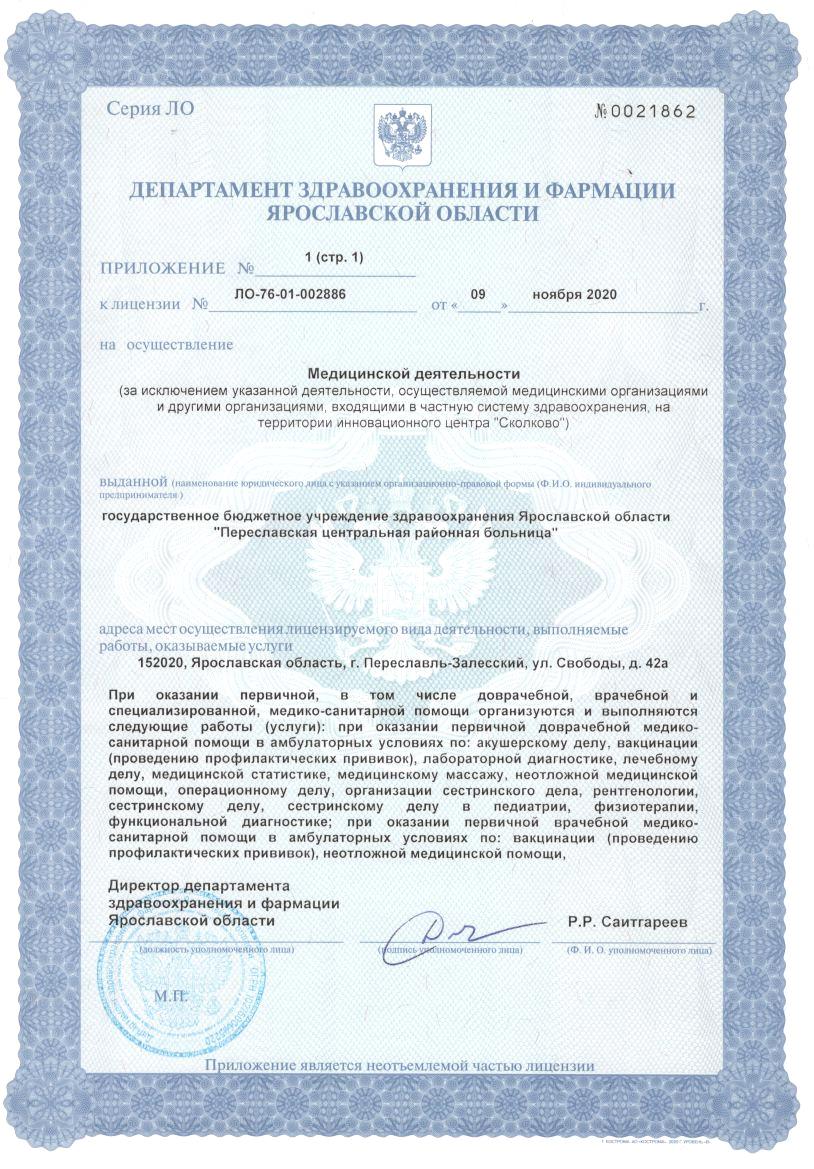 Серия ЛО
№0021862
ДЕПАРТАМЕНТ ЗДРАВООХРАНЕНИЯ И ФАРМАЦИИ
ЯРОСЛАВСКОЙ ОБЛАСТИ
ПРИЛОЖЕНИЕ № 1 (стр. 1)
к лицензии № ЛО-76-01-002886 от « 09 » ноября 2020 г.
на осуществление
Медицинской деятельности
(за исключением указанной деятельности, осуществляемой медицинскими организациями
и другими организациями, входящими в частную систему здравоохранения, на
территории инновационного центра "Сколково")
выданной (наименование юридического лица с указанием организационно-правовой формы (Ф.И.О. индивидуального
предпринимателя )
государственное бюджетное учреждение здравоохранения Ярославской области
"Переславская центральная районная больница"
адреса мест осуществления лицензируемого вида деятельности, выполняемые
работы, оказываемые услуги
152020, Ярославская область, г. Переславль-Залесский, ул. Свободы, д. 42а
При оказании первичной, в том числе доврачебной, врачебной и
специализированной, медико-санитарной помощи организуются и выполняются
следующие работы (услуги): при оказании первичной доврачебной медико-
санитарной помощи в амбулаторных условиях по: акушерскому делу, вакцинации
(проведению профилактических прививок), лабораторной диагностике, лечебному
делу, медицинской статистике, медицинскому массажу, неотложной медицинской
помощи, операционному делу, организации сестринского дела, рентгенологии,
сестринскому делу, сестринскому делу в педиатрии, физиотерапии,
функциональной диагностике; при оказании первичной врачебной медико-
санитарной помощи в амбулаторных условиях по: вакцинации (проведению
профилактических прививок), неотложной медицинской помощи,
Директор департамента
здравоохранения и фармации
Ярославской области
Р.Р. Саитгареев
(должность уполномоченного лица)
(подпись уполномоченного лица)
(Ф. И. О. уполномоченного лица)
М.П.
Приложение является неотъемлемой частью лицензии